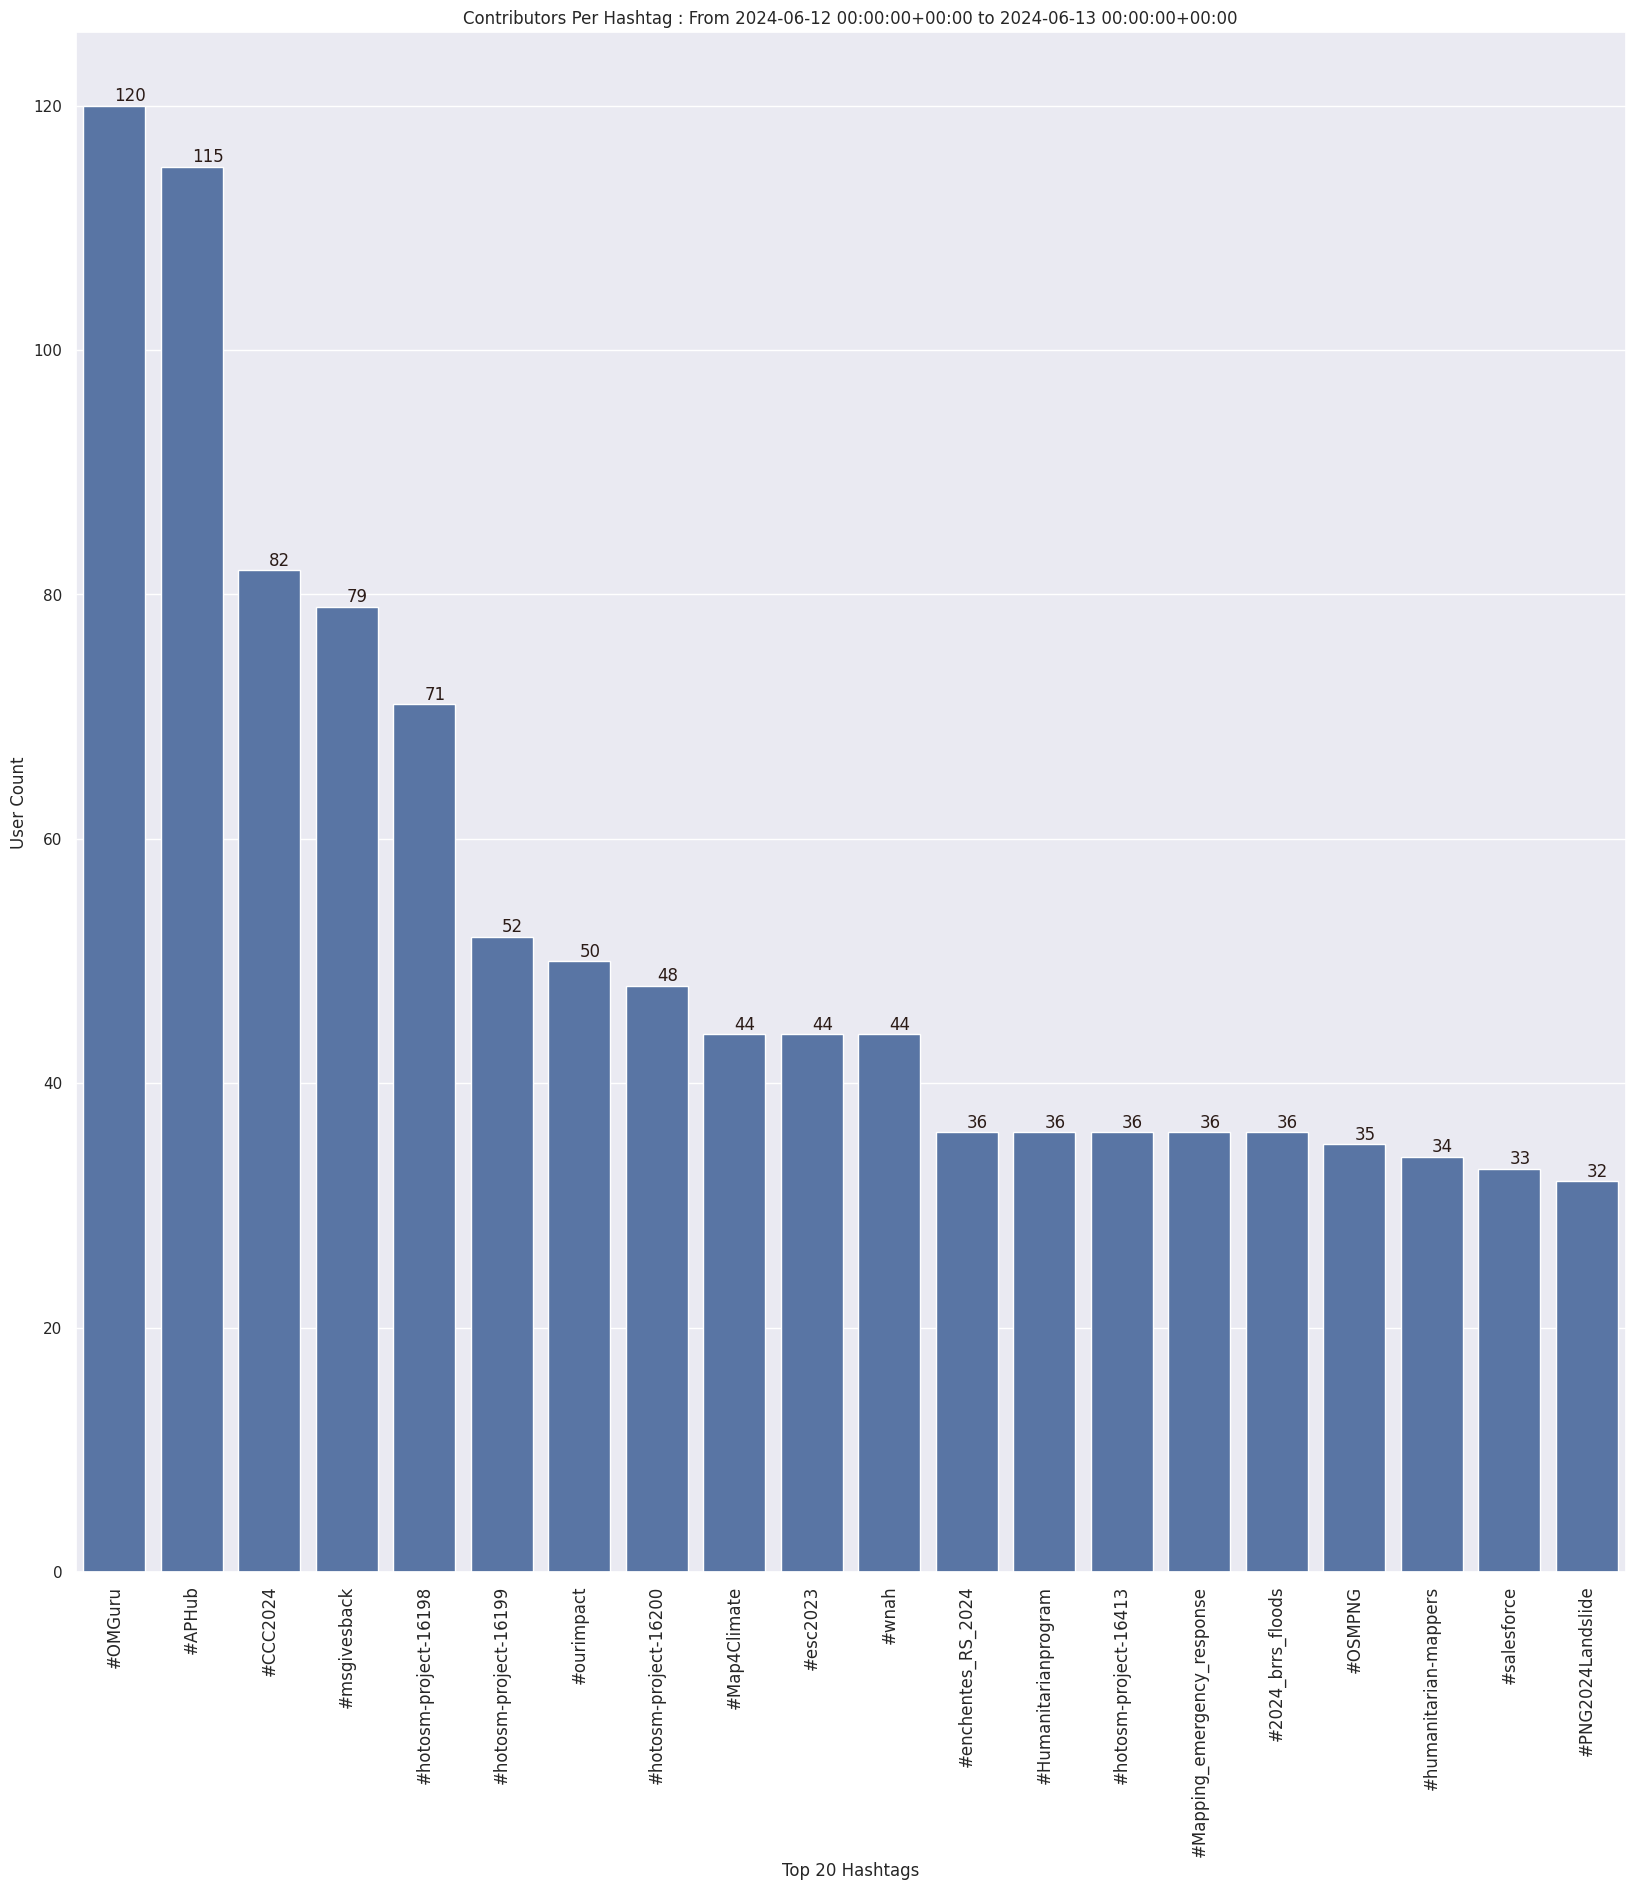 Contributors Per Hashtag : From 2024-06-12 00:00:00+00:00 to 2024-06-13 00:00:00+00:00
User Count
120
100
80
60
40
20
0
120
115
82
79
71
52
50
48
44
44
44
36
36
36
36
36
35
34
33
32
#OMGuru
#APHub
#CCC2024
#msgivesback
#hotosm-project-16198
#hotosm-project-16199
#ourimpact
#hotosm-project-16200
#Map4Climate
#esc2023
#wnah
#enchentes_RS_2024
#Humanitarianprogram
#hotosm-project-16413
#Mapping_emergency_response
#2024_brrs_floods
#OSMPNG
#humanitarian-mappers
#salesforce
#PNG2024Landslide
Top 20 Hashtags